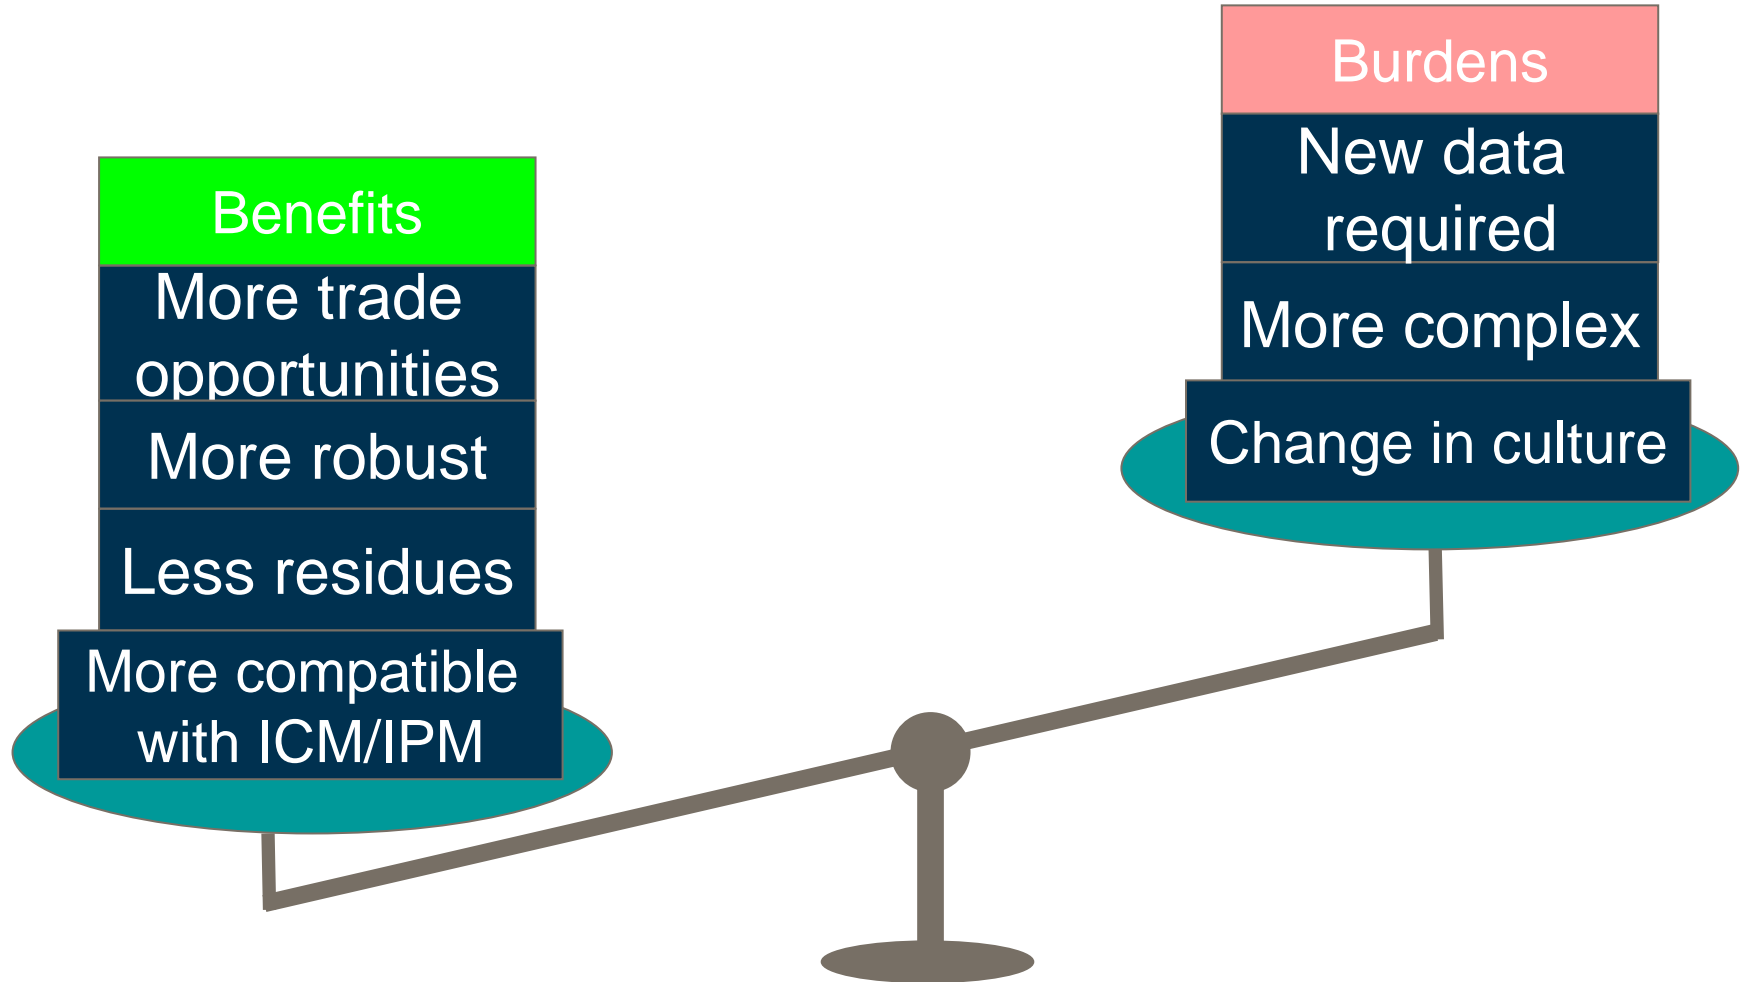 Benefits
More trade
opportunities
More robust
Less residues
More compatible
with ICM/IPM
Burdens
New data
required
More complex
Change in culture